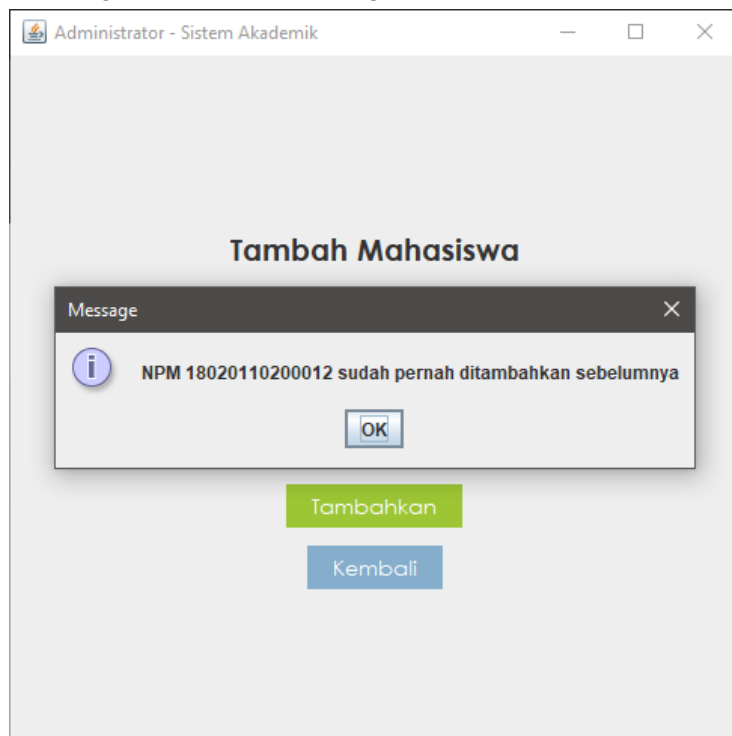 Administrator - Sistem Akademik
Tambah Mahasiswa
Message
i
NPM 18020110200012 sudah pernah ditambahkan sebelumnya
OK
Tambahkan
Kembali